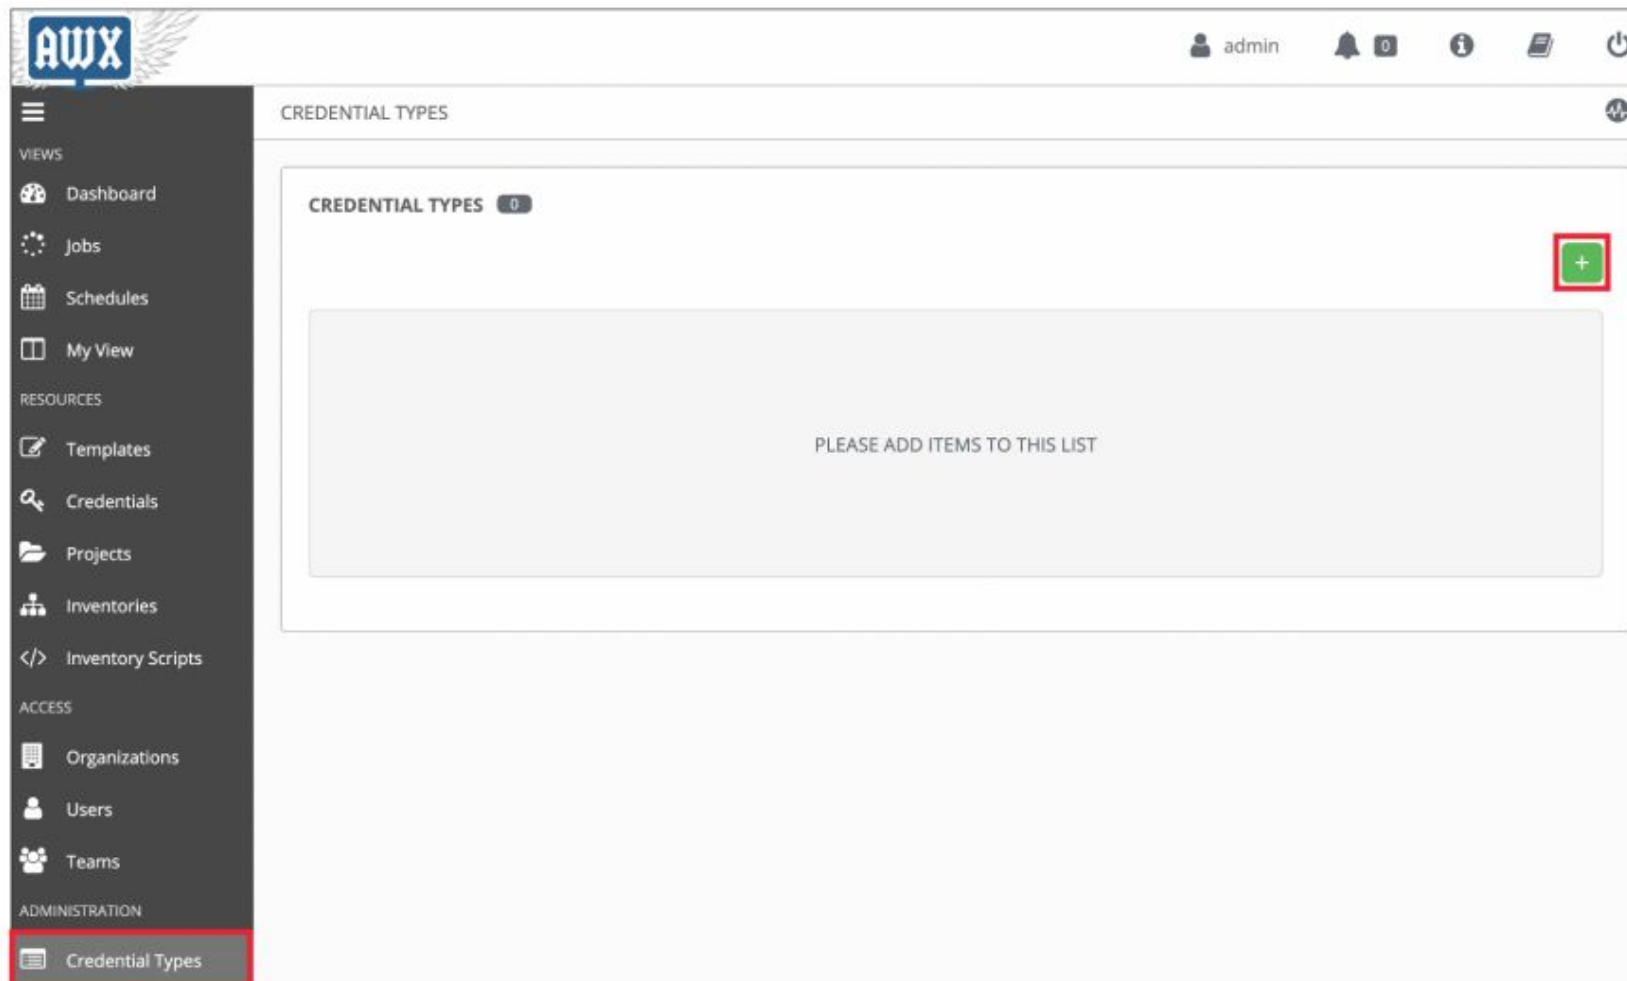 AWX
admin
0
CREDENTIAL TYPES
VIEWS
Dashboard
Jobs
Schedules
My View
RESOURCES
Templates
Credentials
Projects
Inventories
Inventory Scripts
ACCESS
Organizations
Users
Teams
ADMINISTRATION
Credential Types
CREDENTIAL TYPES 0
+
PLEASE ADD ITEMS TO THIS LIST